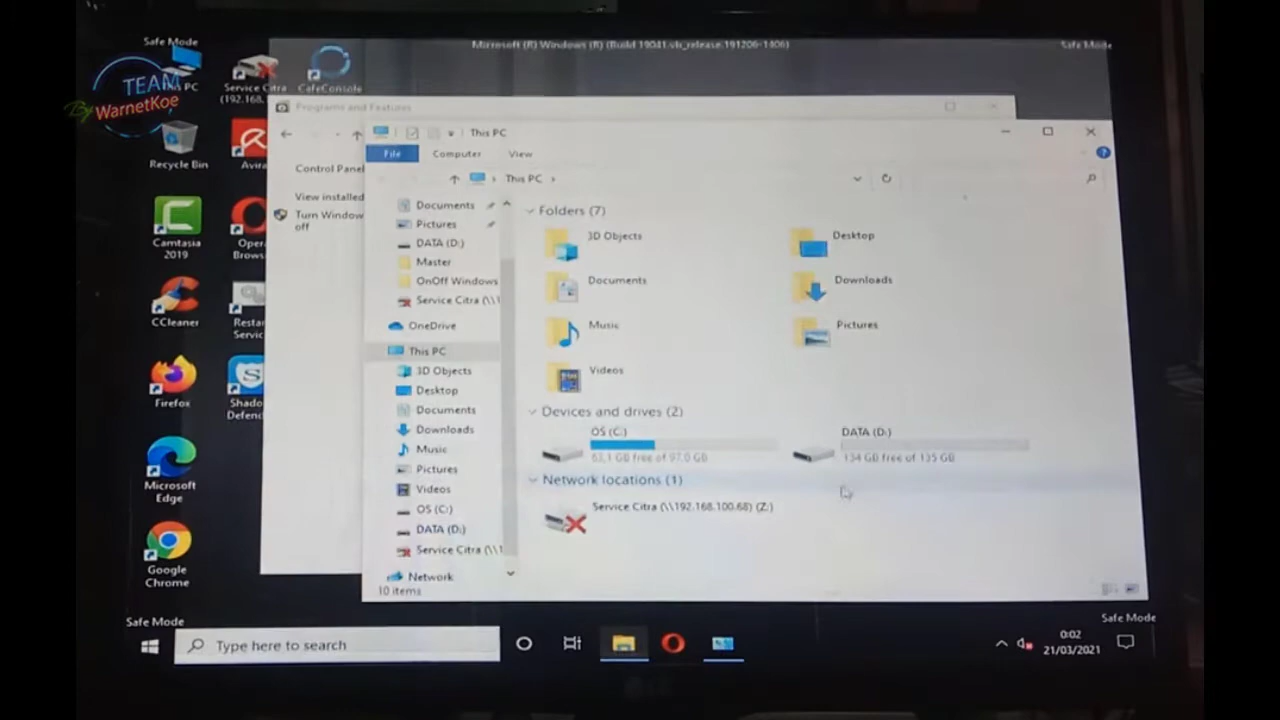 Safe Mode
Microsoft (R) Windows (R) (Build 19041.vb_release.191206-1406)
Safe Mode
TEAM
By WarnetKoe
PC
Service Citra
(192.168.
CafeConsole
Recycle Bin
Avira
Camtasia
2019
Oper
Brows
CCleaner
Restar
Servic
Firefox
Shado
Defen
Microsoft
Edge
Google
Chrome
Programs and Features
Control Panel
View installed
Turn Window
off
This PC
File
Computer
View
This PC
Documents
Pictures
DATA (D:)
Master
OnOff Windows
Service Citra (\\1
OneDrive
This PC
3D Objects
Desktop
Documents
Downloads
Music
Pictures
Videos
OS (C:)
DATA (D:)
Service Citra (\\1
Network
10 items
Folders (7)
3D Objects
Desktop
Documents
Downloads
Music
Pictures
Videos
Devices and drives (2)
OS (C:)
63,1 GB free of 97,0 GB
DATA (D:)
134 GB free of 135 GB
Network locations (1)
Service Citra (\\192.168.100.68) (Z:)
Safe Mode
Safe Mode
Type here to search
0:02
21/03/2021
LG